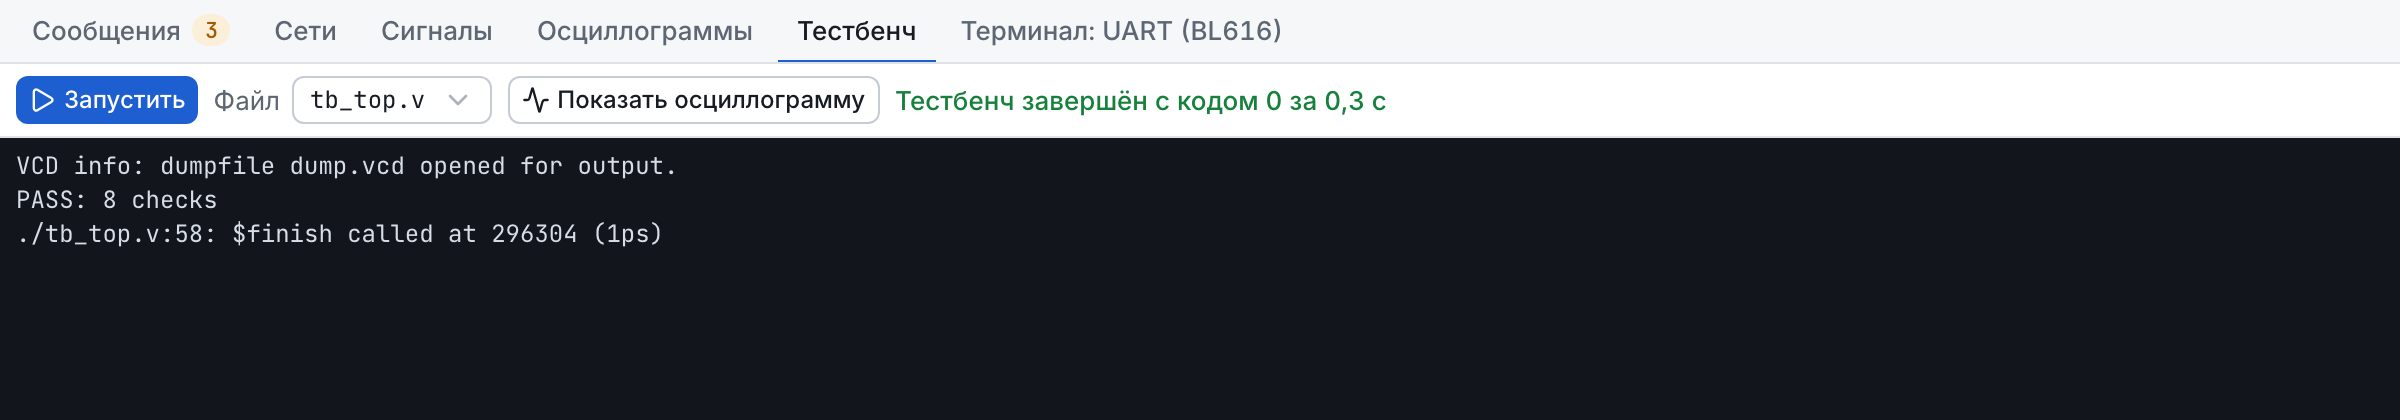 Сообщения 3 Сети Сигналы Осциллограммы Тестбенч Терминал: UART (BL616)
Запустить Файл tb_top.v Показать осциллограмму Тестбенч завершён с кодом 0 за 0,3 с
VCD info: dumpfile dump.vcd opened for output.
PASS: 8 checks
./tb_top.v:58: $finish called at 296304 (1ps)